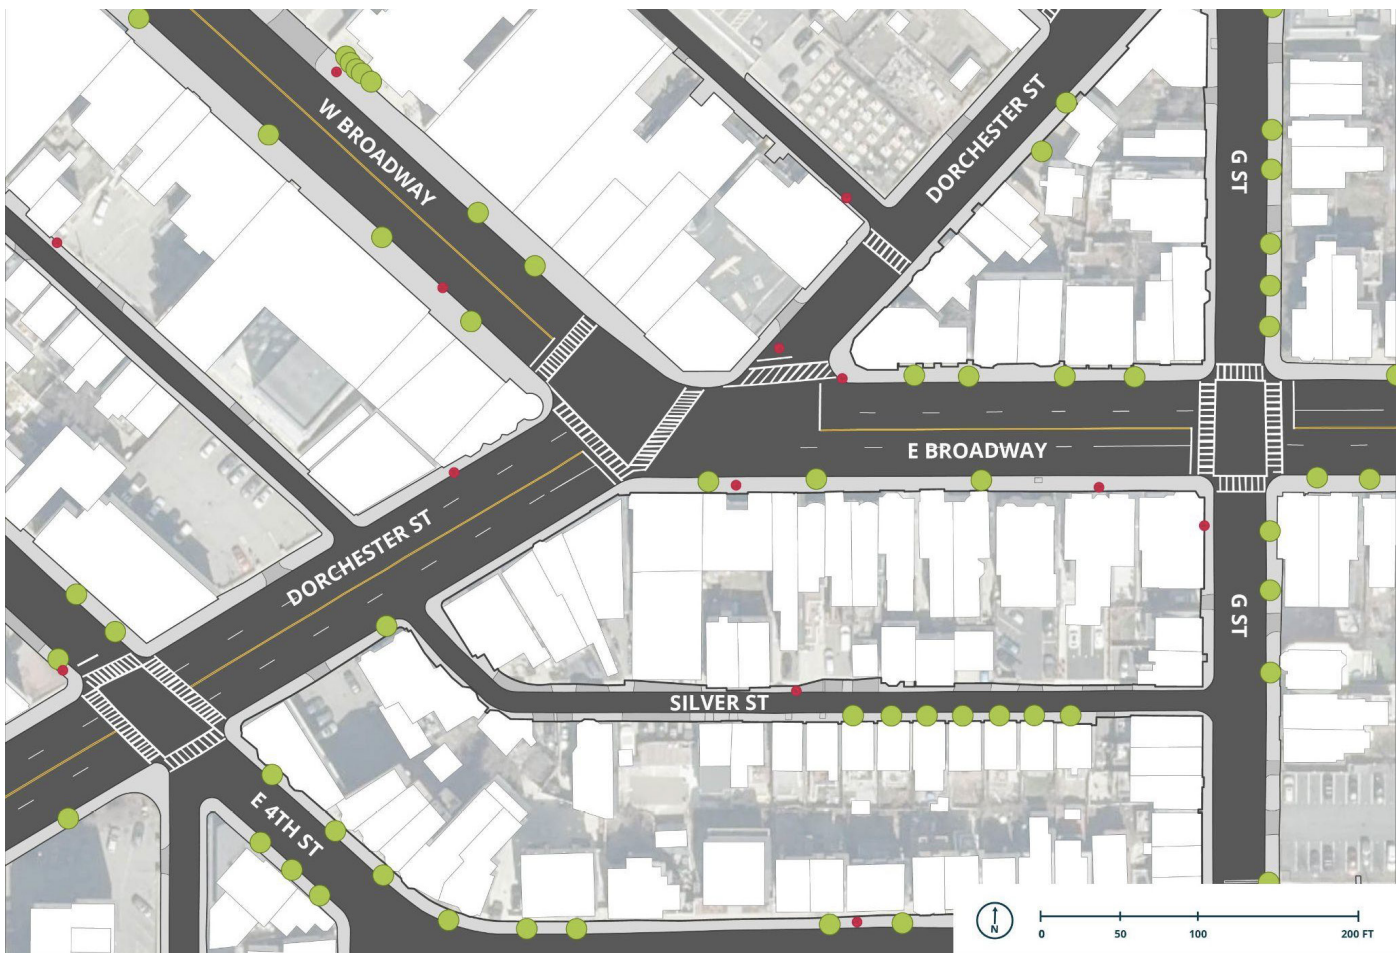 W BROADWAY
DORCHESTER ST
G ST
E BROADWAY
DORCHESTER ST
G ST
SILVER ST
E 4TH ST
N
0 50 100 200 FT